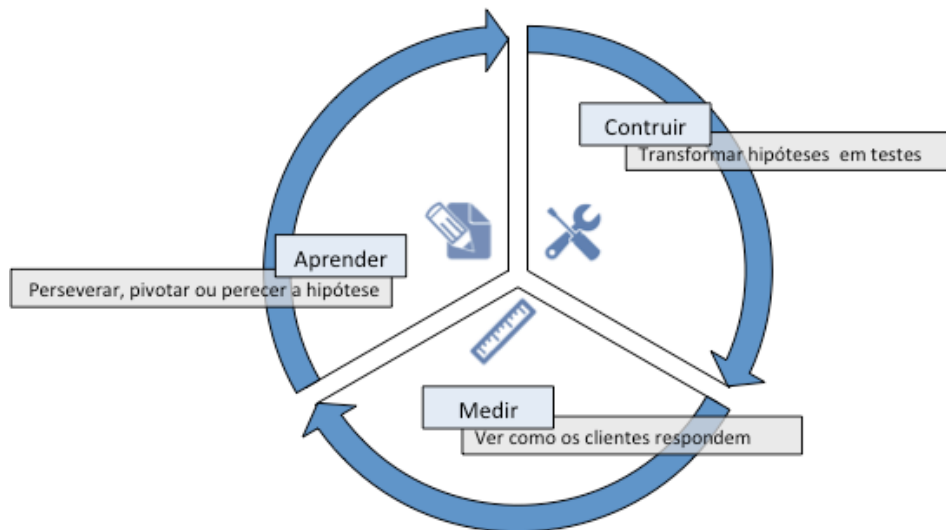 Contruir
Transformar hipóteses em testes
Aprender
Perseverar, pivotar ou perecer a hipótese
Medir
Ver como os clientes respondem